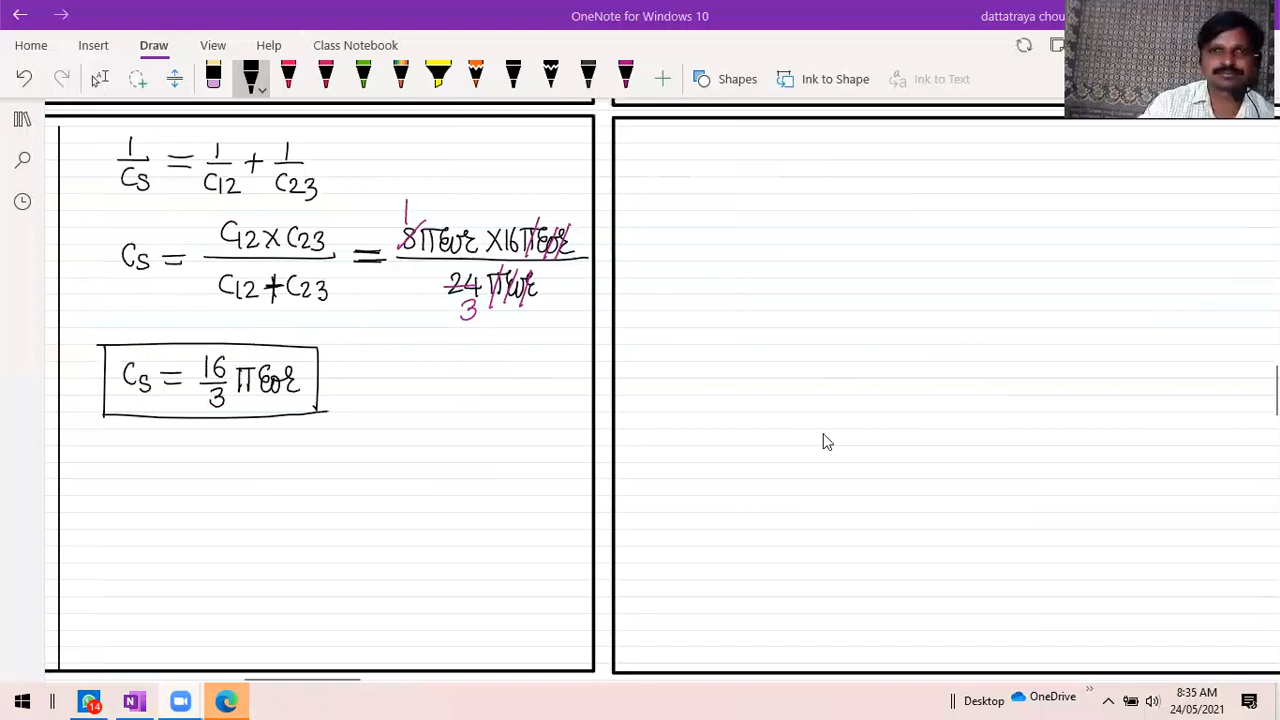 OneNote for Windows 10
dattatraya chou
Home Insert Draw View Help Class Notebook
Shapes Ink to Shape Ink to Text
1/CS = 1/C12 + 1/C23
CS = C12 x C23 / C12 + C23 = 8πε0r x 16πε0r / 24πε0r
1
3
CS = 16/3 πε0r
14
Desktop OneDrive
8:35 AM
24/05/2021